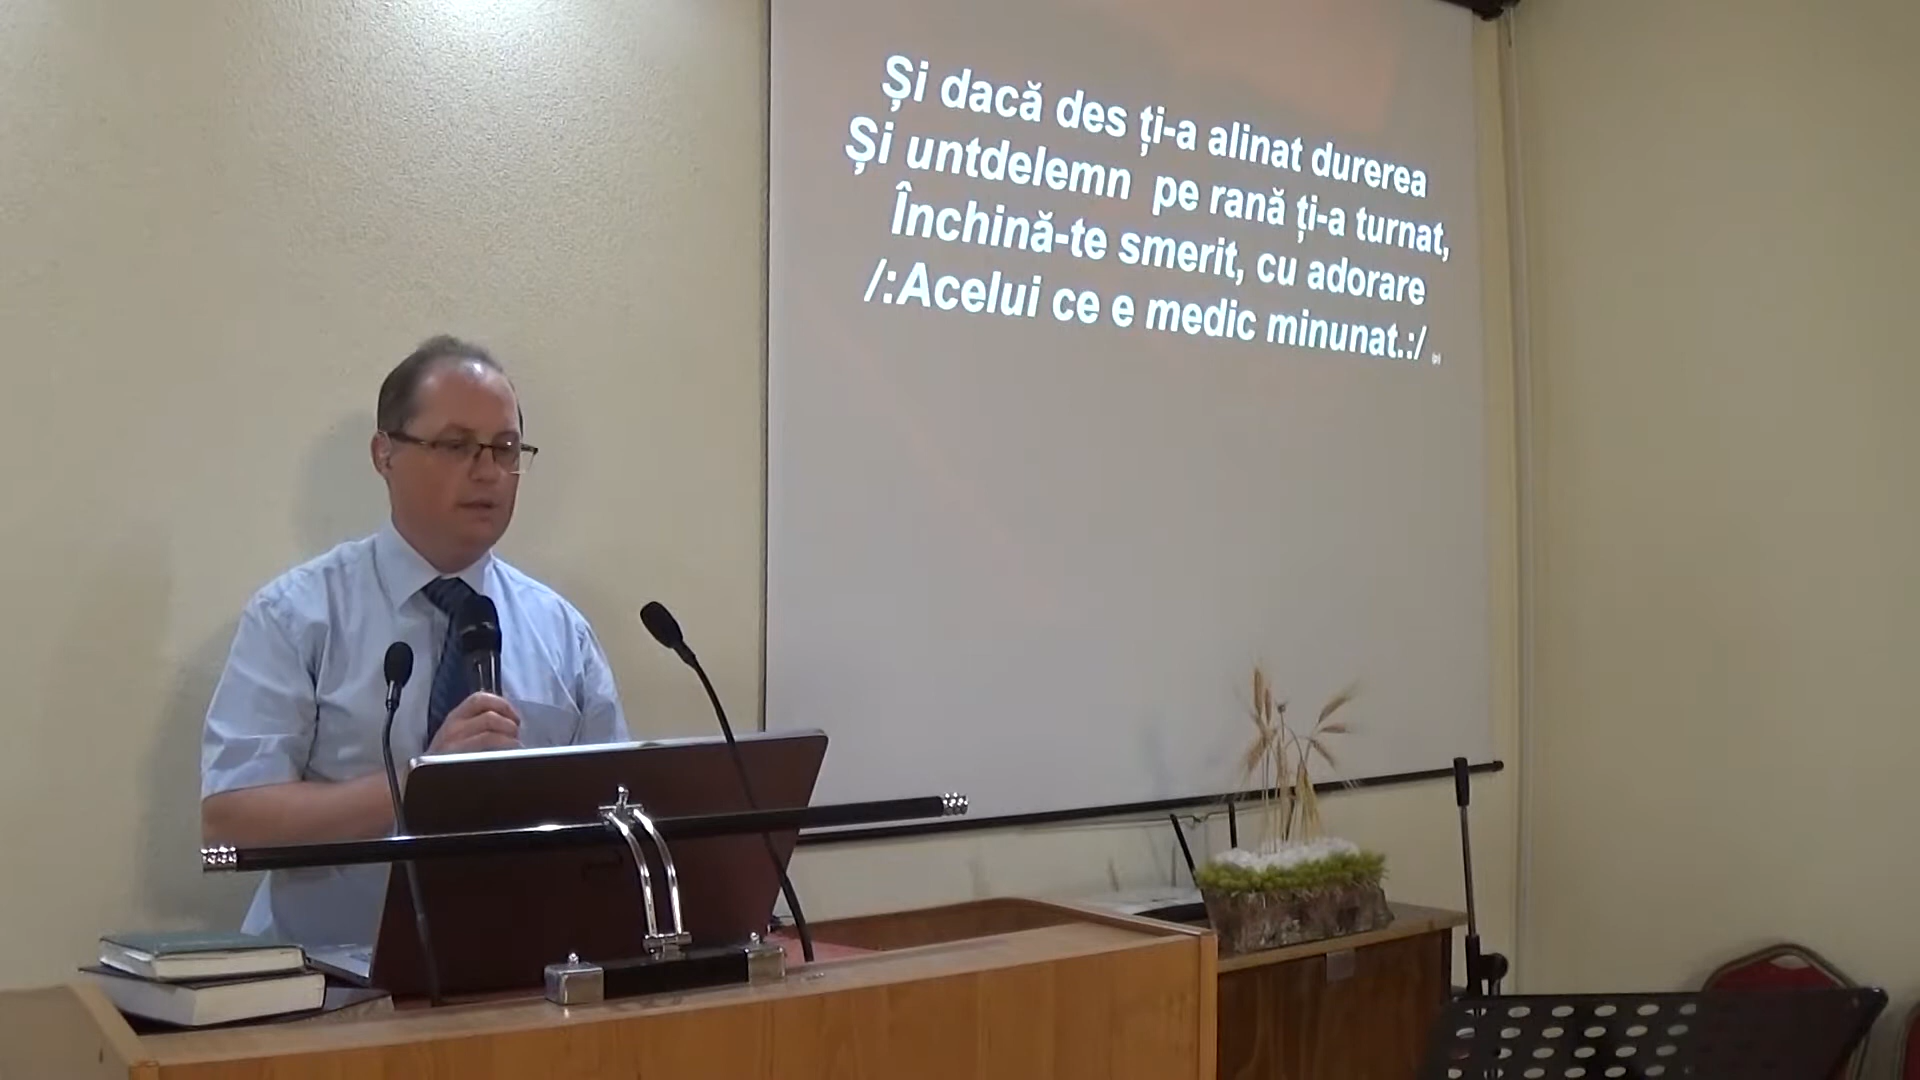 Și dacă des ți-a alinat durerea
Și untdelemn pe rană ți-a turnat,
Închină-te smerit, cu adorare
/:Acelui ce e medic minunat.:/